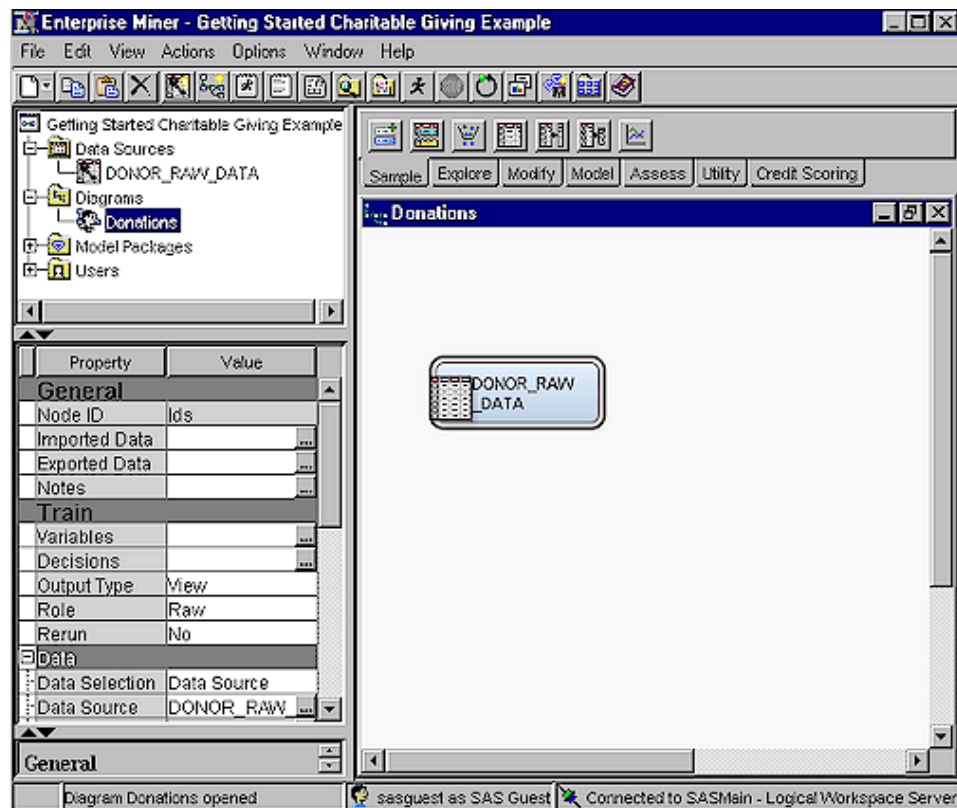 Enterprise Miner - Getting Started Charitable Giving Example
File Edit View Actions Options Window Help
Getting Started Charitable Giving Example
Data Sources
DONOR_RAW_DATA
Diagrams
Donations
Model Packages
Users
Sample Explore Modify Model Assess Utility Credit Scoring
Donations
DONOR_RAW
_DATA
Property Value
General
Node ID Ids
Imported Data ...
Exported Data ...
Notes ...
Train
Variables ...
Decisions ...
Output Type View
Role Raw
Rerun No
Data
Data Selection Data Source
Data Source DONOR_RAW_ ...
General
Diagram Donations opened
sasguest as SAS Guest
Connected to SASMain - Logical Workspace Server